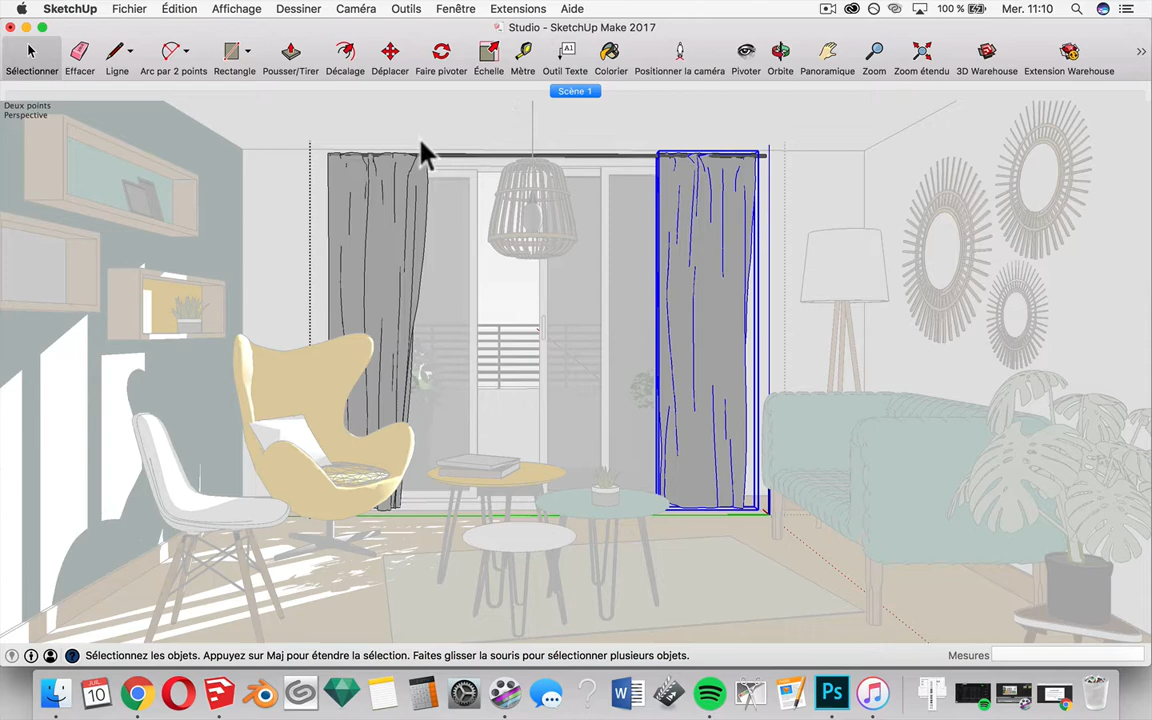 SketchUp Fichier Édition Affichage Dessiner Caméra Outils Fenêtre Extensions Aide 100 % Mer. 11:10
Studio - SketchUp Make 2017
Sélectionner Effacer Ligne Arc par 2 points Rectangle Pousser/Tirer Décalage Déplacer Faire pivoter Échelle Mètre Outil Texte Colorier Positionner la caméra Pivoter Orbite Panoramique Zoom Zoom étendu 3D Warehouse Extension Warehouse
Scène 1
Deux points
Perspective
Sélectionnez les objets. Appuyez sur Maj pour étendre la sélection. Faites glisser la souris pour sélectionner plusieurs objets. Mesures
JUIL.
10
W
Ps